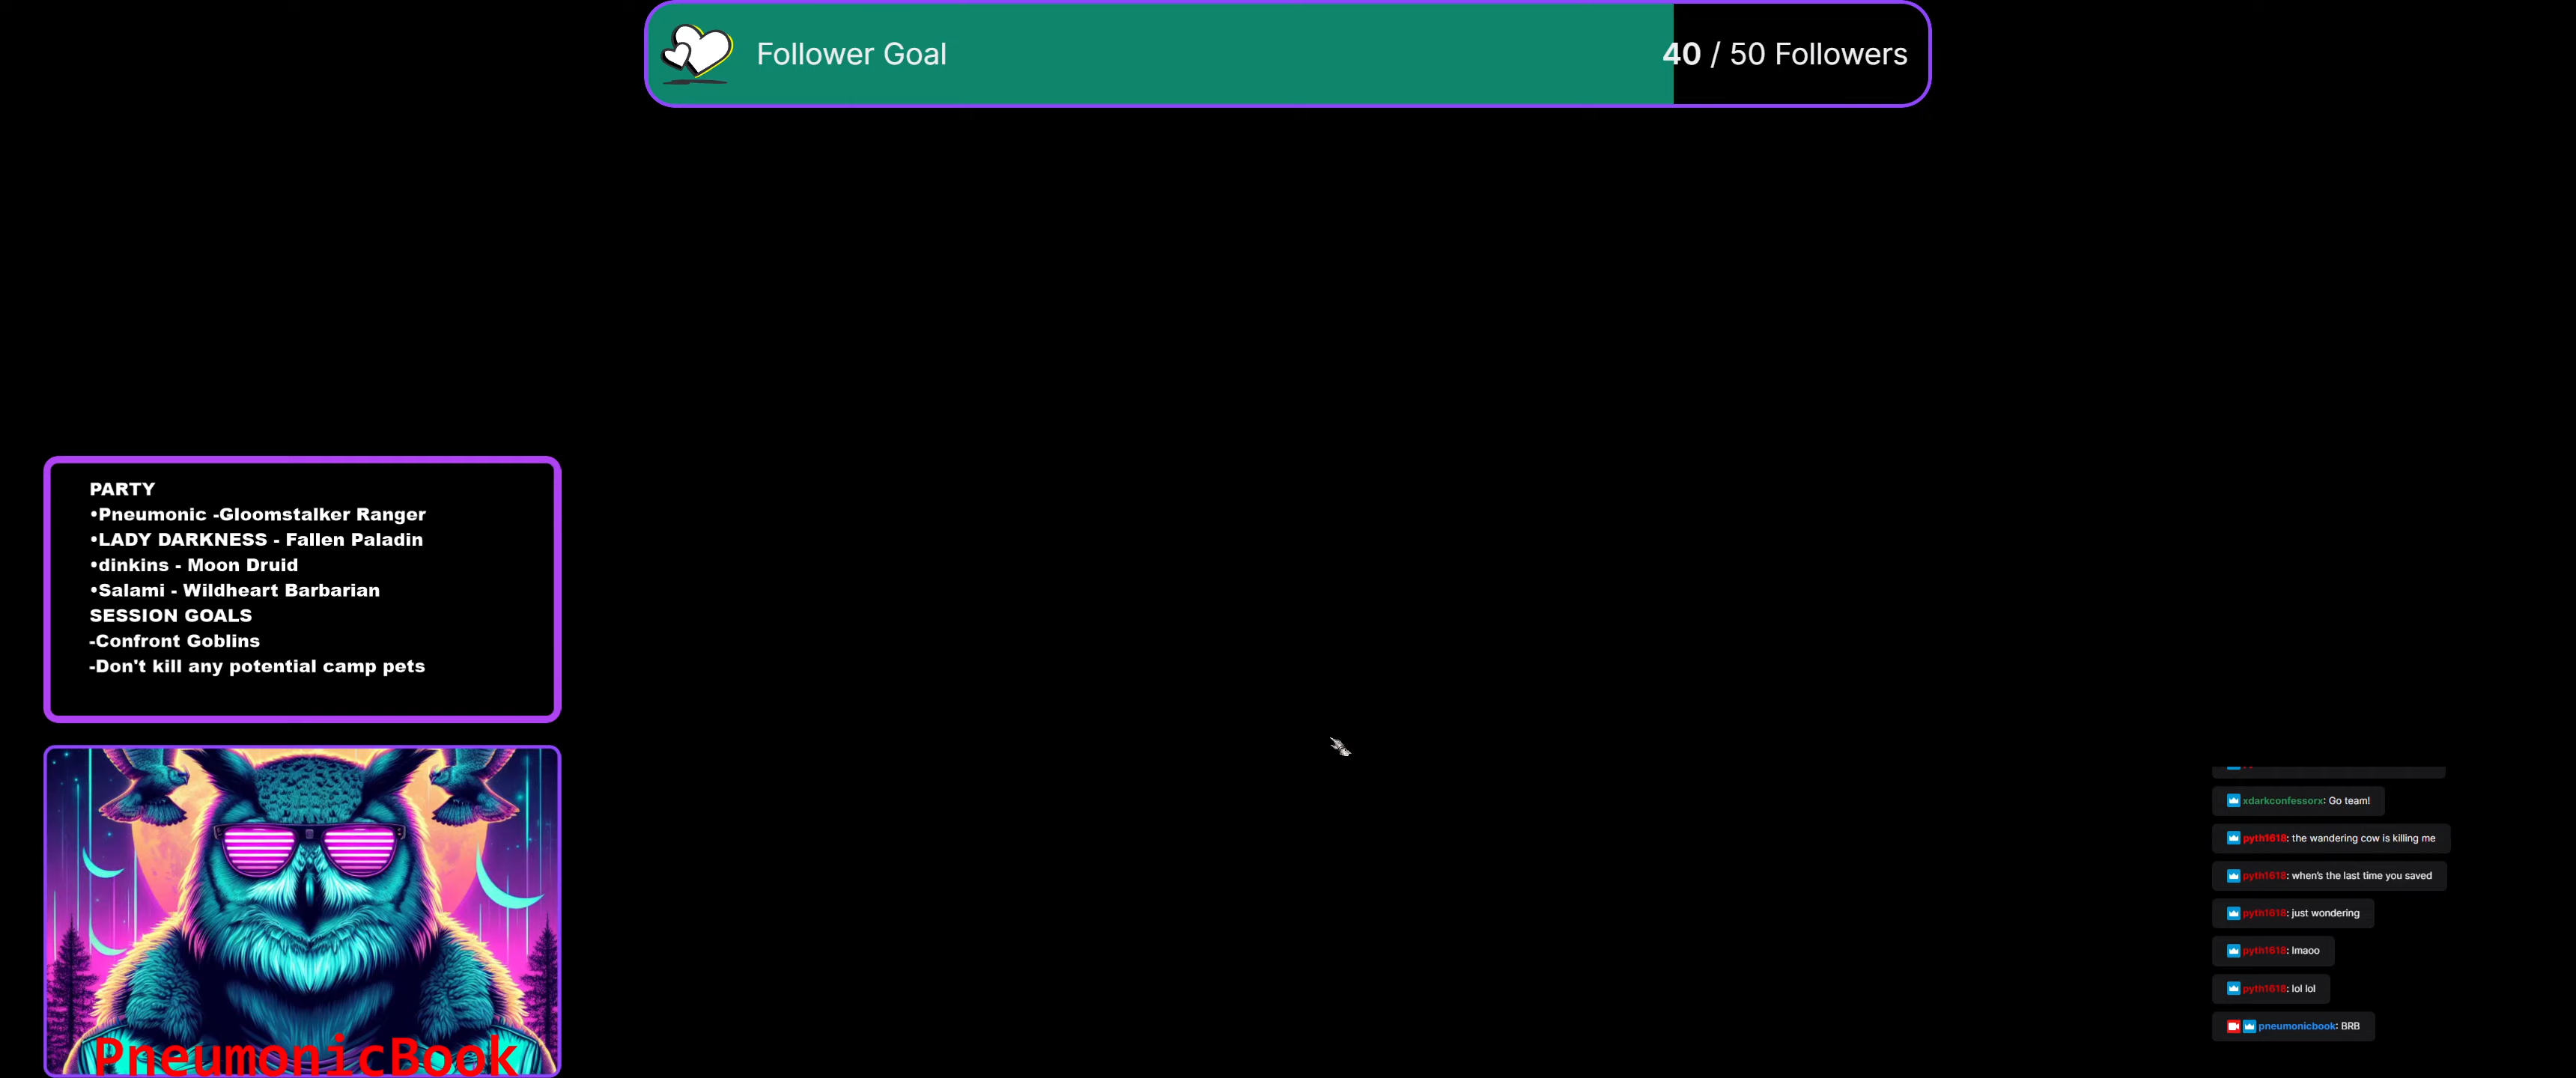 Follower Goal
40 / 50 Followers
PARTY
•Pneumonic -Gloomstalker Ranger
•LADY DARKNESS - Fallen Paladin
•dinkins - Moon Druid
•Salami - Wildheart Barbarian
SESSION GOALS
-Confront Goblins
-Don't kill any potential camp pets
PneumonicBook
xdarkconfessorx: Go team!
pyth1618: the wandering cow is killing me
pyth1618: when's the last time you saved
pyth1618: just wondering
pyth1618: lmaoo
pyth1618: lol lol
pneumonicbook: BRB